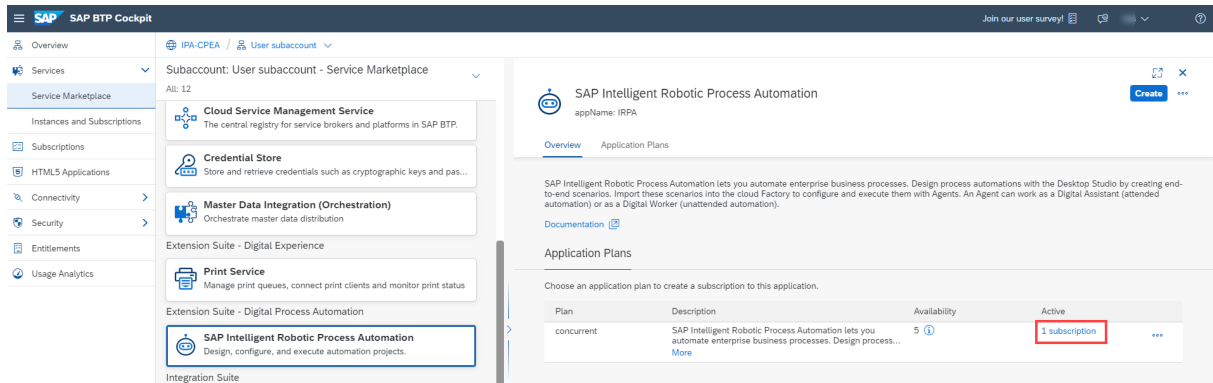 SAP SAP BTP Cockpit
Join our user survey!
Overview
Services
Service Marketplace
Instances and Subscriptions
Subscriptions
HTML5 Applications
Connectivity
Security
Entitlements
Usage Analytics
IPA-CPEA / User subaccount
Subaccount: User subaccount - Service Marketplace
All: 12
Cloud Service Management Service
The central registry for service brokers and platforms in SAP BTP.
Credential Store
Store and retrieve credentials such as cryptographic keys and pas...
Master Data Integration (Orchestration)
Orchestrate master data distribution
Extension Suite - Digital Experience
Print Service
Manage print queues, connect print clients and monitor print status
Extension Suite - Digital Process Automation
SAP Intelligent Robotic Process Automation
Design, configure, and execute automation projects.
Integration Suite
SAP Intelligent Robotic Process Automation
appName: IRPA
Create
Overview Application Plans
SAP Intelligent Robotic Process Automation lets you automate enterprise business processes. Design process automations with the Desktop Studio by creating end-
to-end scenarios. Import these scenarios into the cloud Factory to configure and execute them with Agents. An Agent can work as a Digital Assistant (attended
automation) or as a Digital Worker (unattended automation).
Documentation
Application Plans
Choose an application plan to create a subscription to this application.
Plan Description Availability Active
concurrent SAP Intelligent Robotic Process Automation lets you 5 1 subscription
automate enterprise business processes. Design process...
More